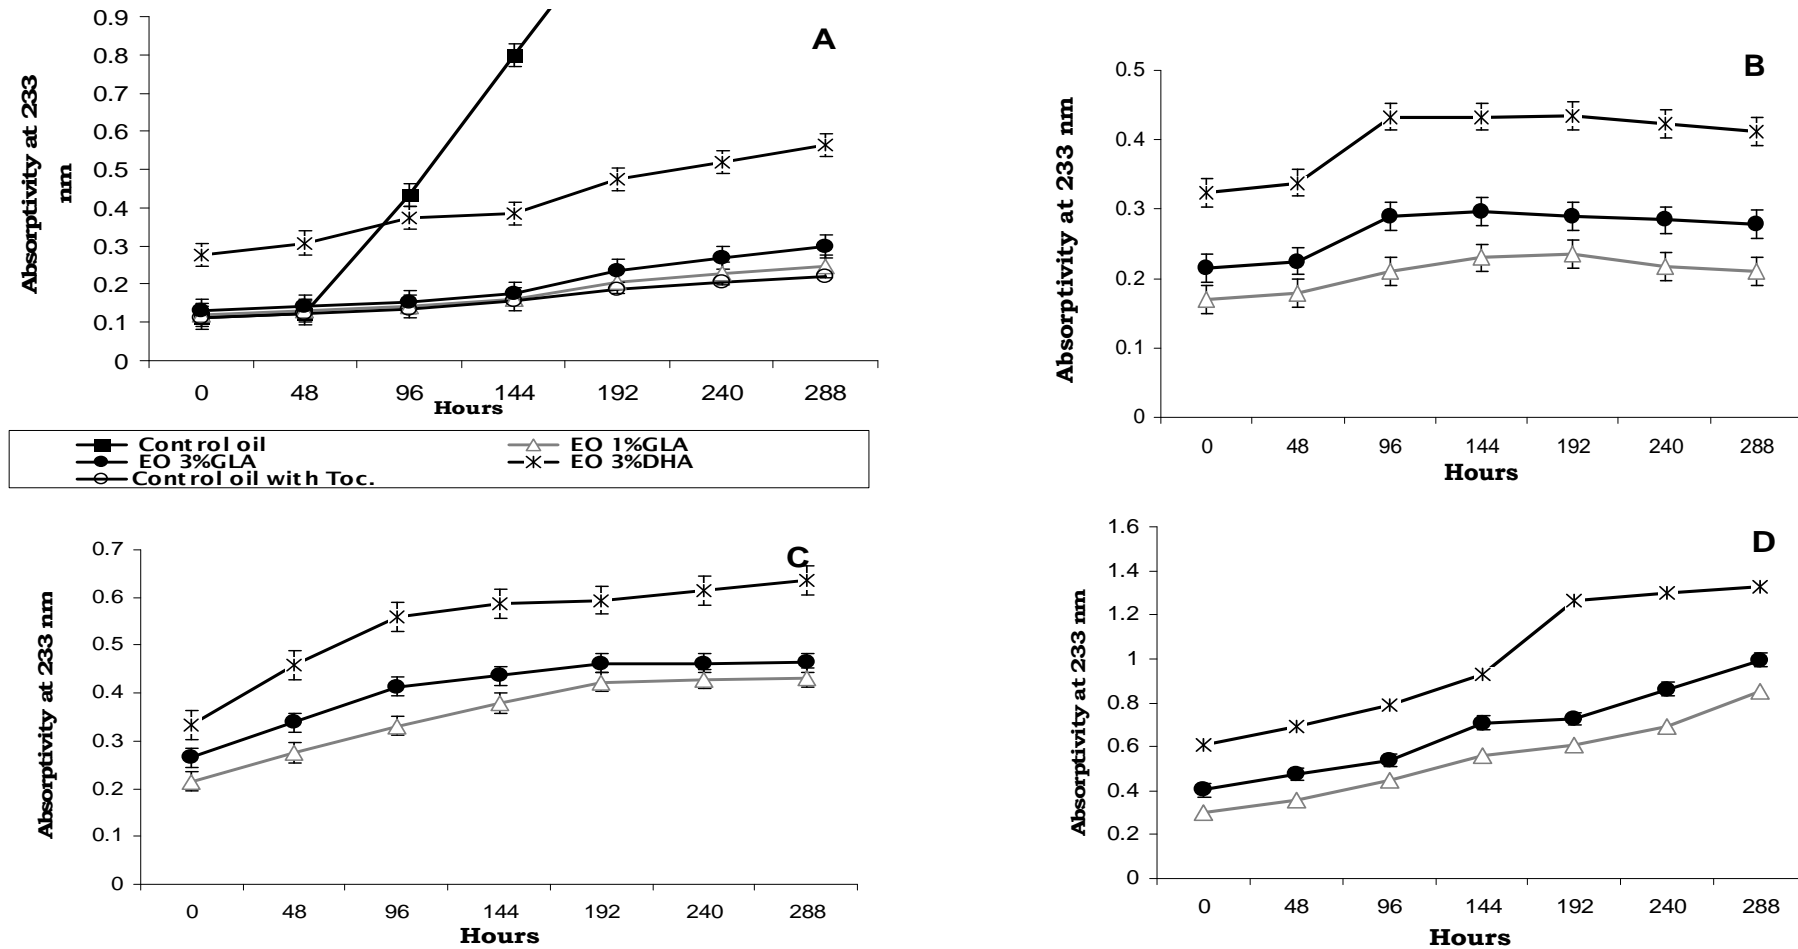 A
0.9
0.8
0.7
0.6
0.5
0.4
0.3
0.2
0.1
0
Absorptivity at 233
nm
0 48 96 144 192 240 288
Hours
B
0.5
0.4
0.3
0.2
0.1
0
Absorptivity at 233 nm
0 48 96 144 192 240 288
Hours
Control oil EO 1%GLA
EO 3%GLA EO 3%DHA
Control oil with Toc.
C
0.7
0.6
0.5
0.4
0.3
0.2
0.1
0
Absorptivity at 233 nm
0 48 96 144 192 240 288
Hours
D
1.6
1.4
1.2
1
0.8
0.6
0.4
0.2
0
Absorptivity at 233 nm
0 48 96 144 192 240 288
Hours